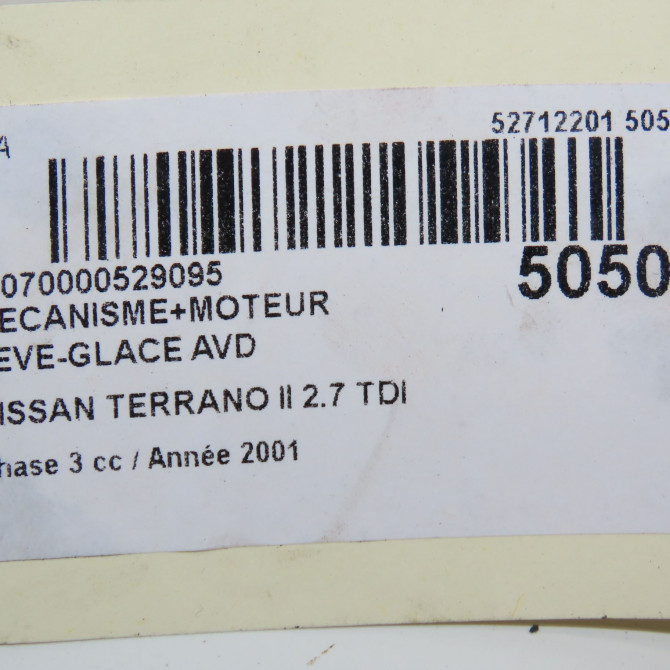 A
52712201 505
070000529095
5050
ECANISME+MOTEUR
EVE-GLACE AVD
ISSAN TERRANO II 2.7 TDI
hase 3 cc / Année 2001